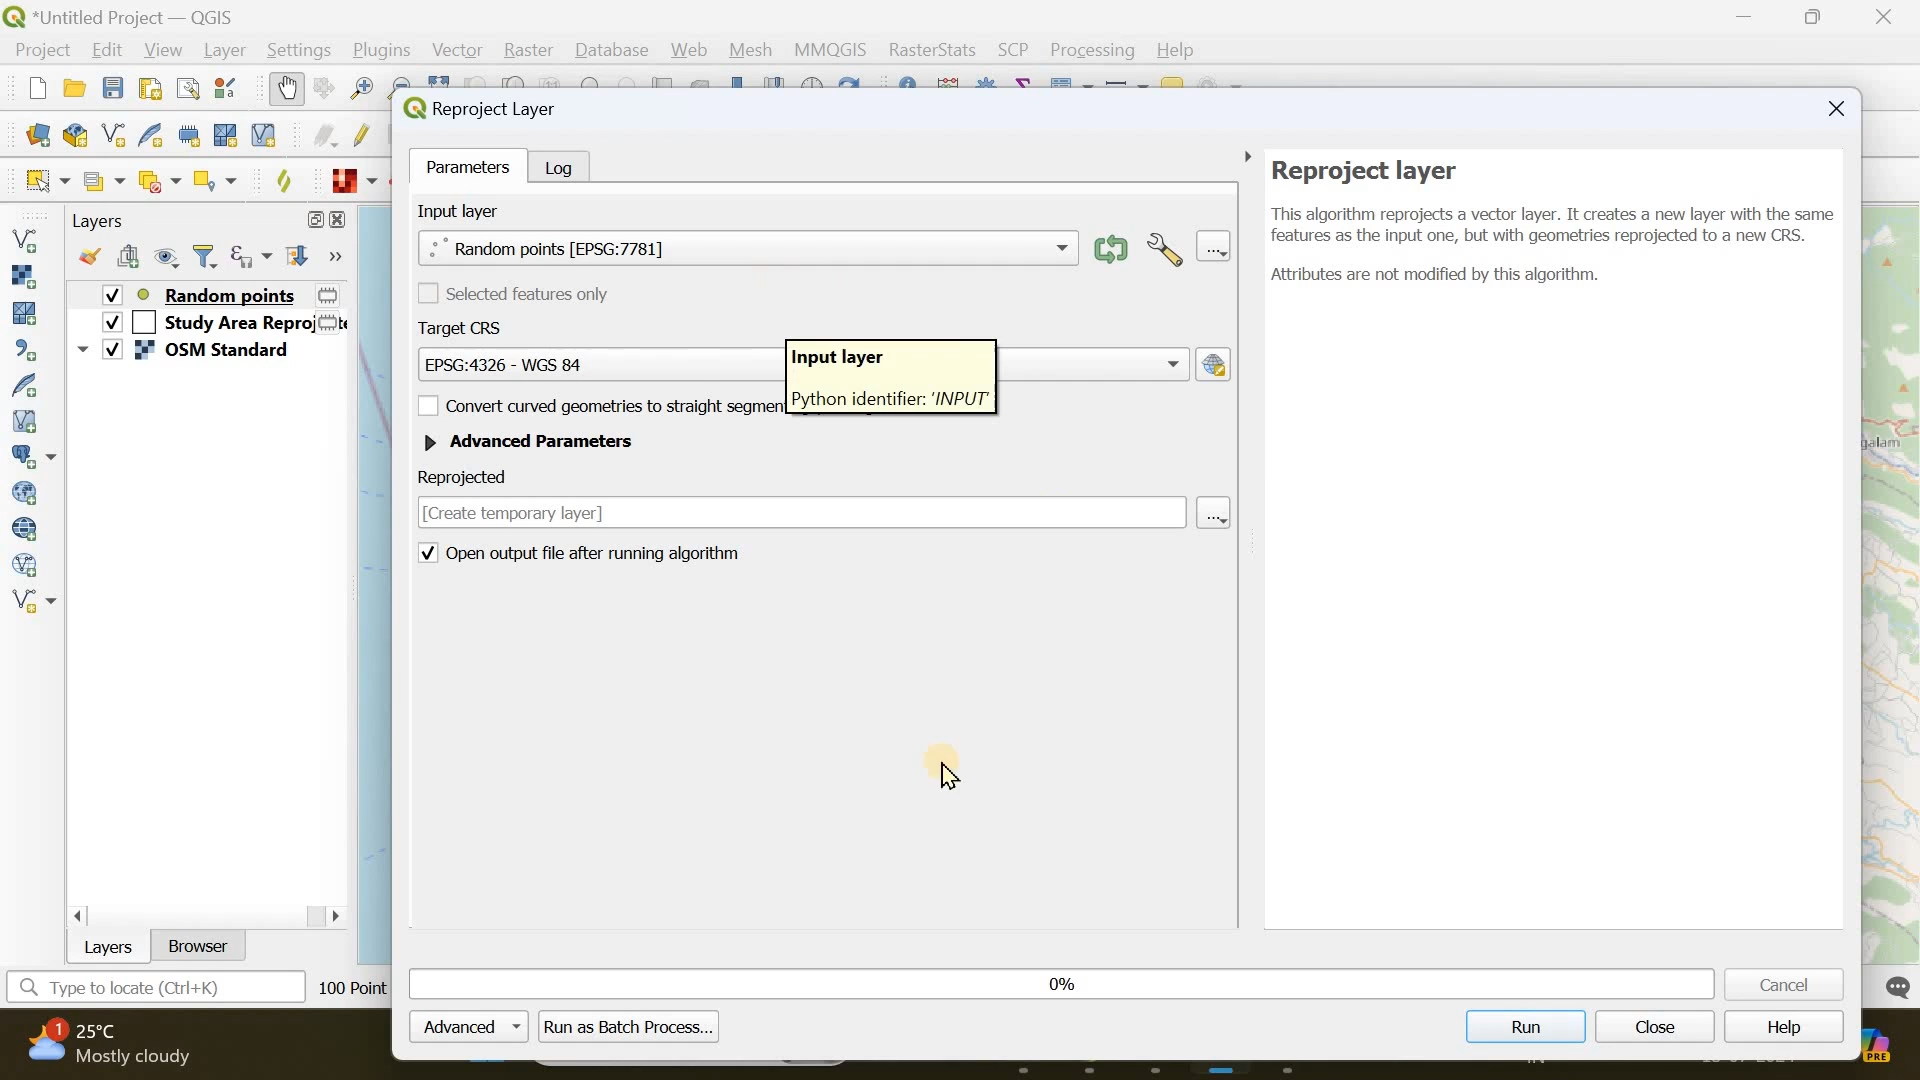 *Untitled Project — QGIS
Project Edit View Layer Settings Plugins Vector Raster Database Web Mesh MMQGIS RasterStats SCP Processing Help
Reproject Layer
Parameters
Log
Input layer
Random points [EPSG:7781]
...
Selected features only
Target CRS
EPSG:4326 - WGS 84
Input layer
Python identifier: 'INPUT'
Convert curved geometries to straight segmen
Advanced Parameters
Reprojected
[Create temporary layer]
...
Open output file after running algorithm
Reproject layer
This algorithm reprojects a vector layer. It creates a new layer with the same
features as the input one, but with geometries reprojected to a new CRS.
Attributes are not modified by this algorithm.
Layers
Random points
Study Area Reproj
OSM Standard
Layers
Browser
Type to locate (Ctrl+K)
100 Point
0%
Cancel
Advanced
Run as Batch Process...
Run
Close
Help
galam
1
25°C
Mostly cloudy
PRE